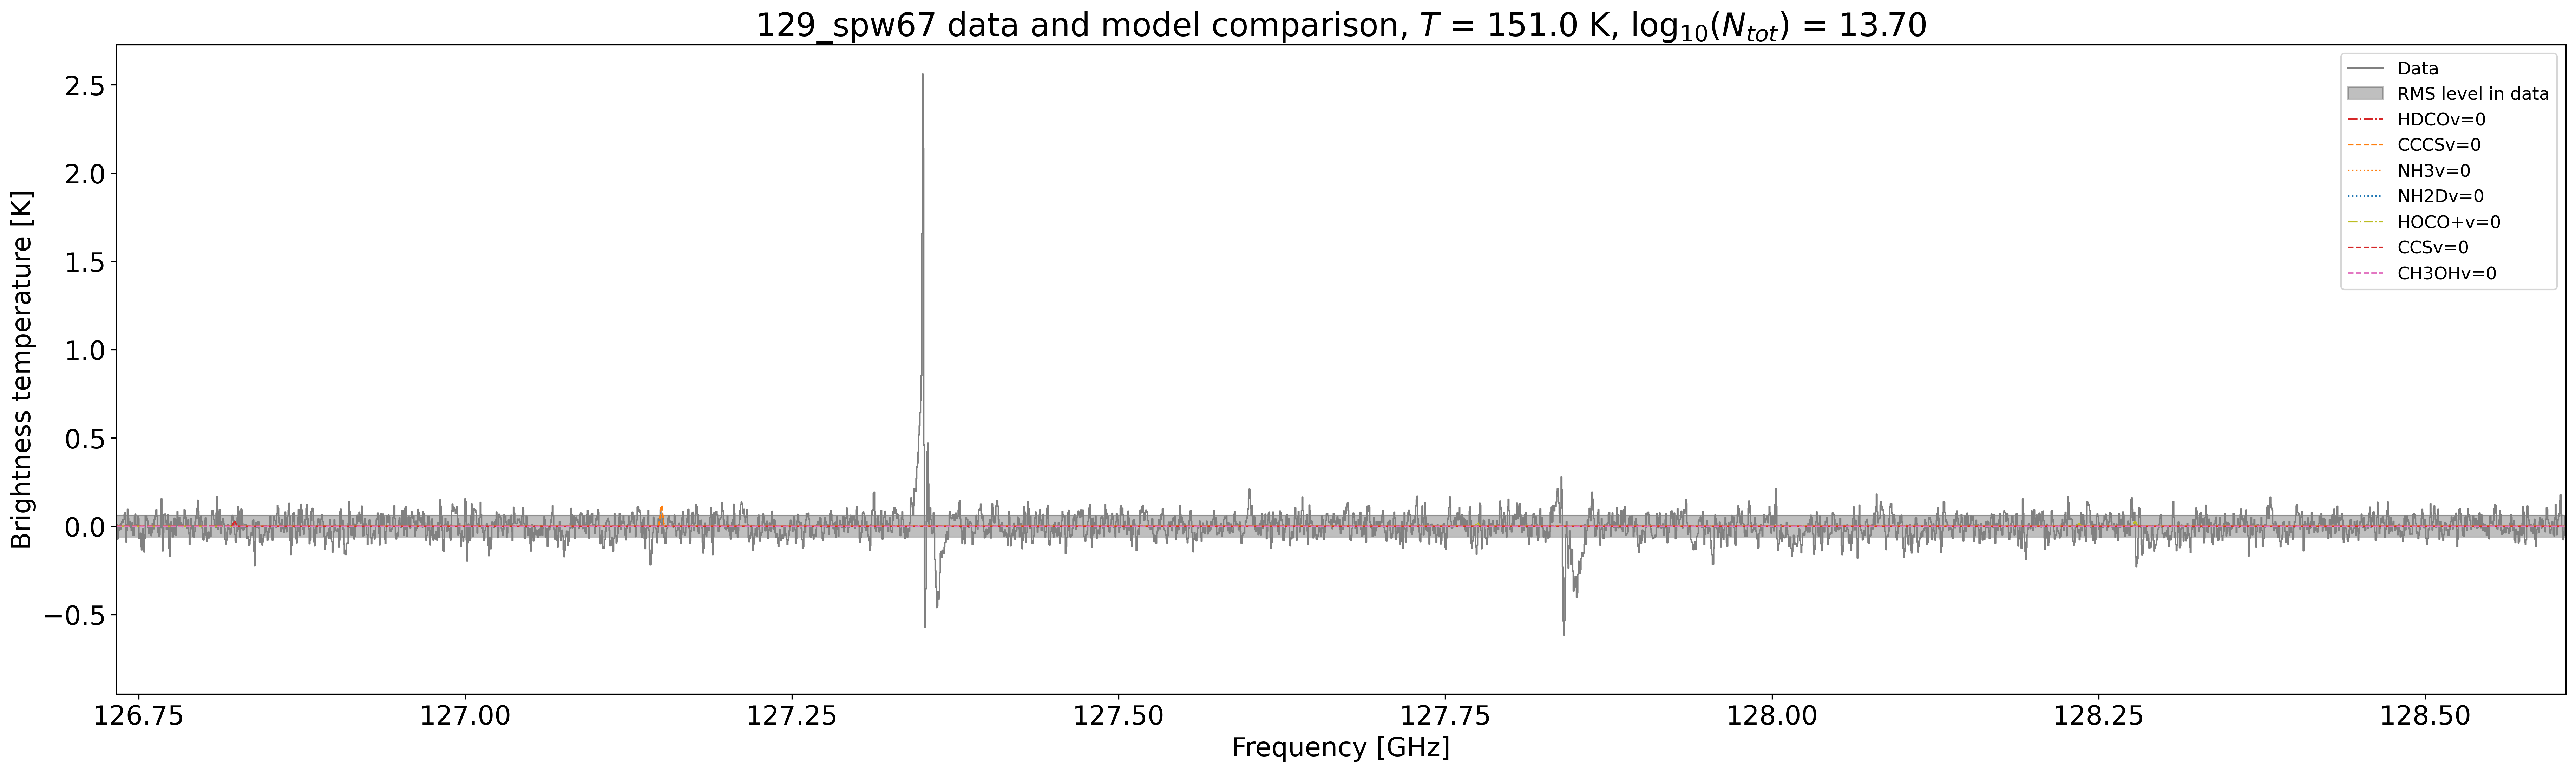 129_spw67 data and model comparison, T = 151.0 K, log₁₀(Nₜₒₜ) = 13.70
Brightness temperature [K]
2.5
2.0
1.5
1.0
0.5
0.0
−0.5
Data
RMS level in data
HDCOv=0
CCCSv=0
NH3v=0
NH2Dv=0
HOCO+v=0
CCSv=0
CH3OHv=0
126.75 127.00 127.25 127.50 127.75 128.00 128.25 128.50
Frequency [GHz]